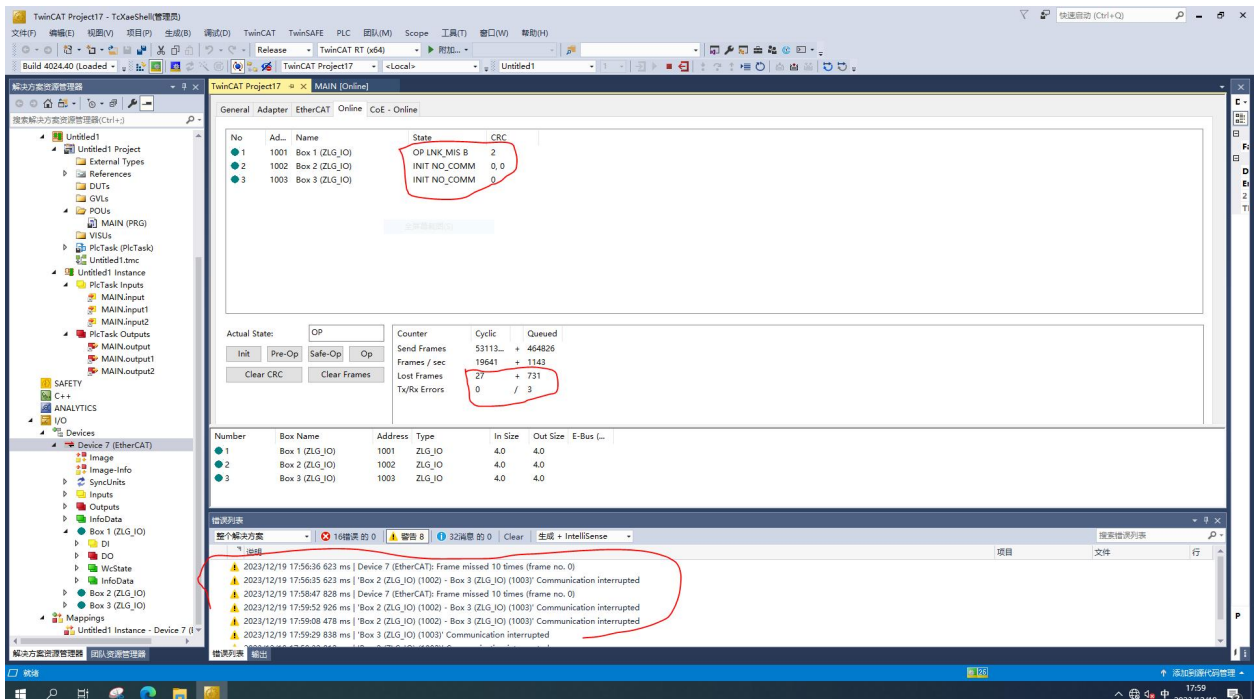 TwinCAT Project17 - TcXaeShell(管理员)
快速启动 (Ctrl+Q)
文件(F) 编辑(E) 视图(V) 项目(P) 生成(B) 调试(D) TwinCAT TwinSAFE PLC 团队(M) Scope 工具(T) 窗口(W) 帮助(H)
Release TwinCAT RT (x64) 附加...
Build 4024.40 (Loaded TwinCAT Project17 <Local> Untitled1
解决方案资源管理器
TwinCAT Project17 MAIN [Online]
搜索解决方案资源管理器(Ctrl+;)
Untitled1
Untitled1 Project
External Types
References
DUTs
GVLs
POUs
MAIN (PRG)
VISUs
PlcTask (PlcTask)
Untitled1.tmc
Untitled1 Instance
PlcTask Inputs
MAIN.input
MAIN.input1
MAIN.input2
PlcTask Outputs
MAIN.output
MAIN.output1
MAIN.output2
SAFETY
C++
ANALYTICS
I/O
Devices
Device 7 (EtherCAT)
Image
Image-Info
SyncUnits
Inputs
Outputs
InfoData
Box 1 (ZLG_IO)
DI
DO
WcState
InfoData
Box 2 (ZLG_IO)
Box 3 (ZLG_IO)
Mappings
Untitled1 Instance - Device 7 (E
解决方案资源管理器 团队资源管理器
General Adapter EtherCAT Online CoE - Online
No Ad... Name State CRC
1 1001 Box 1 (ZLG_IO) OP LNK_MIS B 2
2 1002 Box 2 (ZLG_IO) INIT NO_COMM 0, 0
3 1003 Box 3 (ZLG_IO) INIT NO_COMM 0
Actual State: OP
Init Pre-Op Safe-Op Op
Clear CRC Clear Frames
Counter Cyclic Queued
Send Frames 53113... + 464826
Frames / sec 19641 + 1143
Lost Frames 27 + 731
Tx/Rx Errors 0 / 3
Number Box Name Address Type In Size Out Size E-Bus (...
1 Box 1 (ZLG_IO) 1001 ZLG_IO 4.0 4.0
2 Box 2 (ZLG_IO) 1002 ZLG_IO 4.0 4.0
3 Box 3 (ZLG_IO) 1003 ZLG_IO 4.0 4.0
错误列表
整个解决方案 16错误 的 0 警告 8 32消息 的 0 Clear 生成 + IntelliSense 搜索错误列表
说明 项目 文件 行
2023/12/19 17:56:36 623 ms | Device 7 (EtherCAT): Frame missed 10 times (frame no. 0)
2023/12/19 17:56:35 623 ms | 'Box 2 (ZLG_IO) (1002) - Box 3 (ZLG_IO) (1003)' Communication interrupted
2023/12/19 17:58:47 828 ms | Device 7 (EtherCAT): Frame missed 10 times (frame no. 0)
2023/12/19 17:59:52 926 ms | 'Box 2 (ZLG_IO) (1002) - Box 3 (ZLG_IO) (1003)' Communication interrupted
2023/12/19 17:59:08 478 ms | 'Box 2 (ZLG_IO) (1002) - Box 3 (ZLG_IO) (1003)' Communication interrupted
2023/12/19 17:59:29 838 ms | 'Box 3 (ZLG_IO) (1003)' Communication interrupted
错误列表 输出
就绪
添加到源代码管理
中
17:59